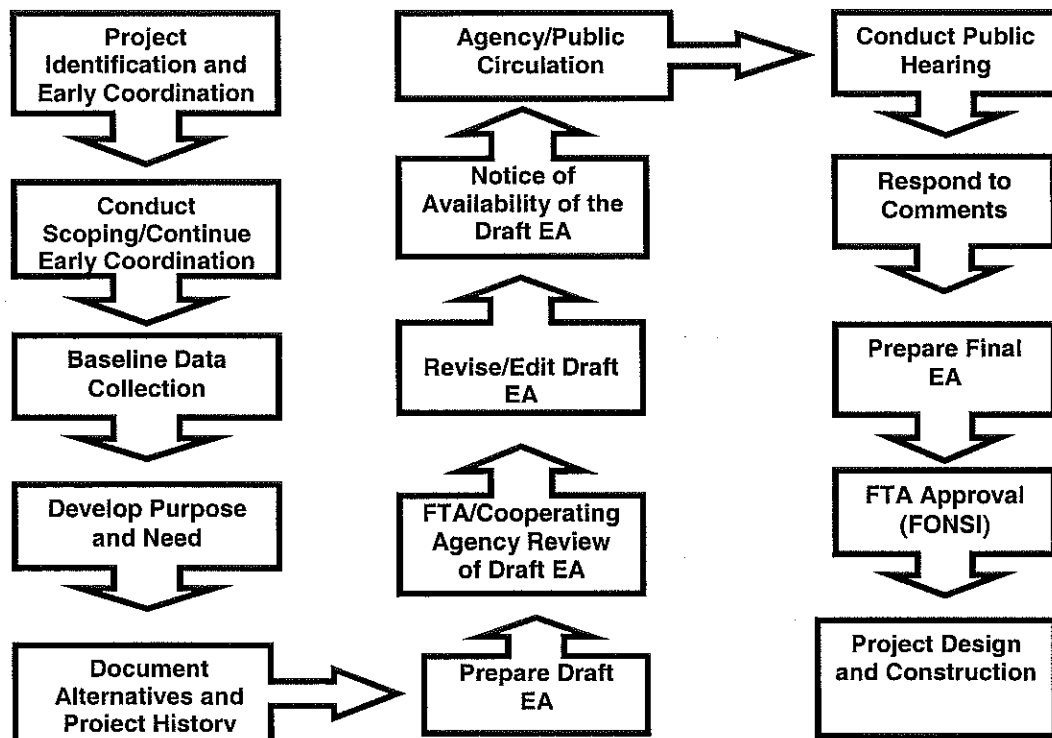 Project
Identification and
Early Coordination
Conduct
Scoping/Continue
Early Coordination
Baseline Data
Collection
Develop Purpose
and Need
Document
Alternatives and
Project History
Prepare Draft
EA
FTA/Cooperating
Agency Review
of Draft EA
Revise/Edit Draft
EA
Notice of
Availability of the
Draft EA
Agency/Public
Circulation
Conduct Public
Hearing
Respond to
Comments
Prepare Final
EA
FTA Approval
(FONSI)
Project Design
and Construction